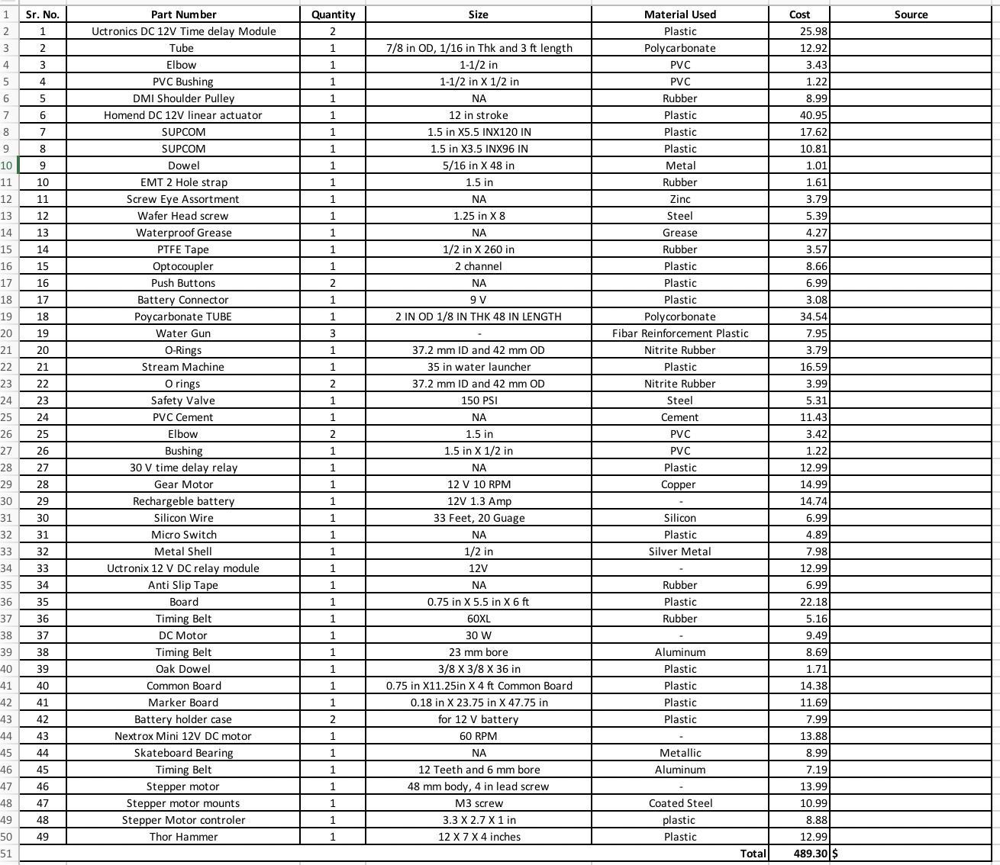 1 Sr. No. Part Number Quantity Size Material Used Cost Source
2 1 Uctronics DC 12V Time delay Module 2 Plastic 25.98
3 2 Tube 1 7/8 in OD, 1/16 in Thk and 3 ft length Polycarbonate 12.92
4 3 Elbow 1 1-1/2 in PVC 3.43
5 4 PVC Bushing 1 1-1/2 in X 1/2 in PVC 1.22
6 5 DMI Shoulder Pulley 1 NA Rubber 8.99
7 6 Homend DC 12V linear actuator 1 12 in stroke Plastic 40.95
8 7 SUPCOM 1 1.5 in X5.5 INX120 IN Plastic 17.62
9 8 SUPCOM 1 1.5 in X3.5 INX96 IN Plastic 10.81
10 9 Dowel 1 5/16 in X 48 in Metal 1.01
11 10 EMT 2 Hole strap 1 1.5 in Rubber 1.61
12 11 Screw Eye Assortment 1 NA Zinc 3.79
13 12 Wafer Head screw 1 1.25 in X 8 Steel 5.39
14 13 Waterproof Grease 1 NA Grease 4.27
15 14 PTFE Tape 1 1/2 in X 260 in Rubber 3.57
16 15 Optocoupler 1 2 channel Plastic 8.66
17 16 Push Buttons 2 NA Plastic 6.99
18 17 Battery Connector 1 9 V Plastic 3.08
19 18 Poycarbonate TUBE 1 2 IN OD 1/8 IN THK 48 IN LENGTH Polycorbonate 34.54
20 19 Water Gun 3 - Fibar Reinforcement Plastic 7.95
21 20 O-Rings 1 37.2 mm ID and 42 mm OD Nitrite Rubber 3.79
22 21 Stream Machine 1 35 in water launcher Plastic 16.59
23 22 O rings 2 37.2 mm ID and 42 mm OD Nitrite Rubber 3.99
24 23 Safety Valve 1 150 PSI Steel 5.31
25 24 PVC Cement 1 NA Cement 11.43
26 25 Elbow 2 1.5 in PVC 3.42
27 26 Bushing 1 1.5 in X 1/2 in PVC 1.22
28 27 30 V time delay relay 1 NA Plastic 12.99
29 28 Gear Motor 1 12 V 10 RPM Copper 14.99
30 29 Rechargeble battery 1 12V 1.3 Amp - 14.74
31 30 Silicon Wire 1 33 Feet, 20 Guage Silicon 6.99
32 31 Micro Switch 1 NA Plastic 4.89
33 32 Metal Shell 1 1/2 in Silver Metal 7.98
34 33 Uctronix 12 V DC relay module 1 12V - 12.99
35 34 Anti Slip Tape 1 NA Rubber 6.99
36 35 Board 1 0.75 in X 5.5 in X 6 ft Plastic 22.18
37 36 Timing Belt 1 60XL Rubber 5.16
38 37 DC Motor 1 30 W - 9.49
39 38 Timing Belt 1 23 mm bore Aluminum 8.69
40 39 Oak Dowel 1 3/8 X 3/8 X 36 in Plastic 1.71
41 40 Common Board 1 0.75 in X11.25in X 4 ft Common Board Plastic 14.38
42 41 Marker Board 1 0.18 in X 23.75 in X 47.75 in Plastic 11.69
43 42 Battery holder case 2 for 12 V battery Plastic 7.99
44 43 Nextrox Mini 12V DC motor 1 60 RPM - 13.88
45 44 Skateboard Bearing 1 NA Metallic 8.99
46 45 Timing Belt 1 12 Teeth and 6 mm bore Aluminum 7.19
47 46 Stepper motor 1 48 mm body, 4 in lead screw - 13.99
48 47 Stepper motor mounts 1 M3 screw Coated Steel 10.99
49 48 Stepper Motor controler 1 3.3 X 2.7 X 1 in plastic 8.88
50 49 Thor Hammer 1 12 X 7 X 4 inches Plastic 12.99
51 Total 489.30 $